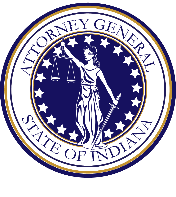 ATTORNEY GENERAL
STATE OF INDIANA